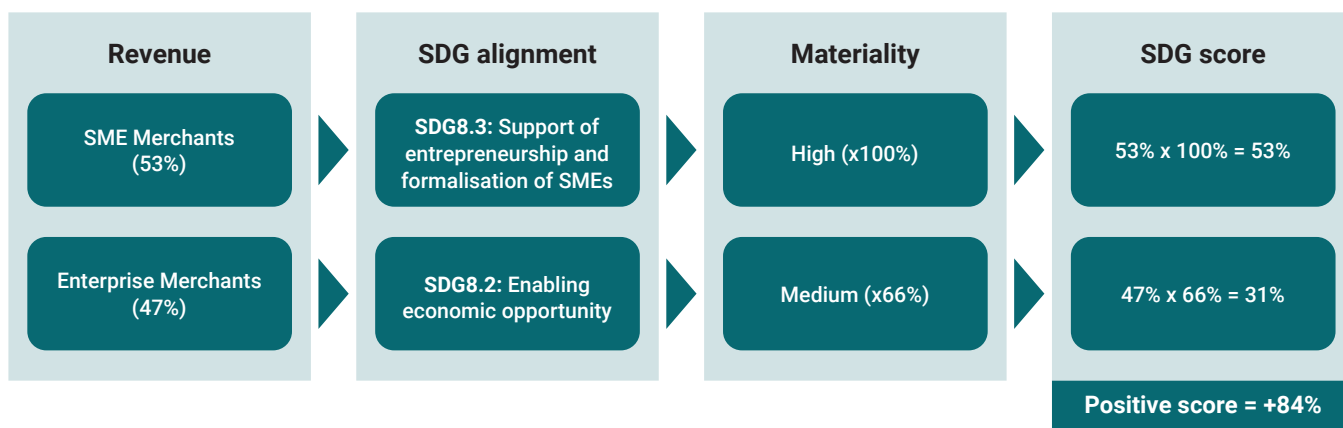 Revenue
SME Merchants
(53%)
Enterprise Merchants
(47%)
SDG alignment
SDG8.3: Support of
entrepreneurship and
formalisation of SMEs
SDG8.2: Enabling
economic opportunity
Materiality
High (x100%)
Medium (x66%)
SDG score
53% x 100% = 53%
47% x 66% = 31%
Positive score = +84%